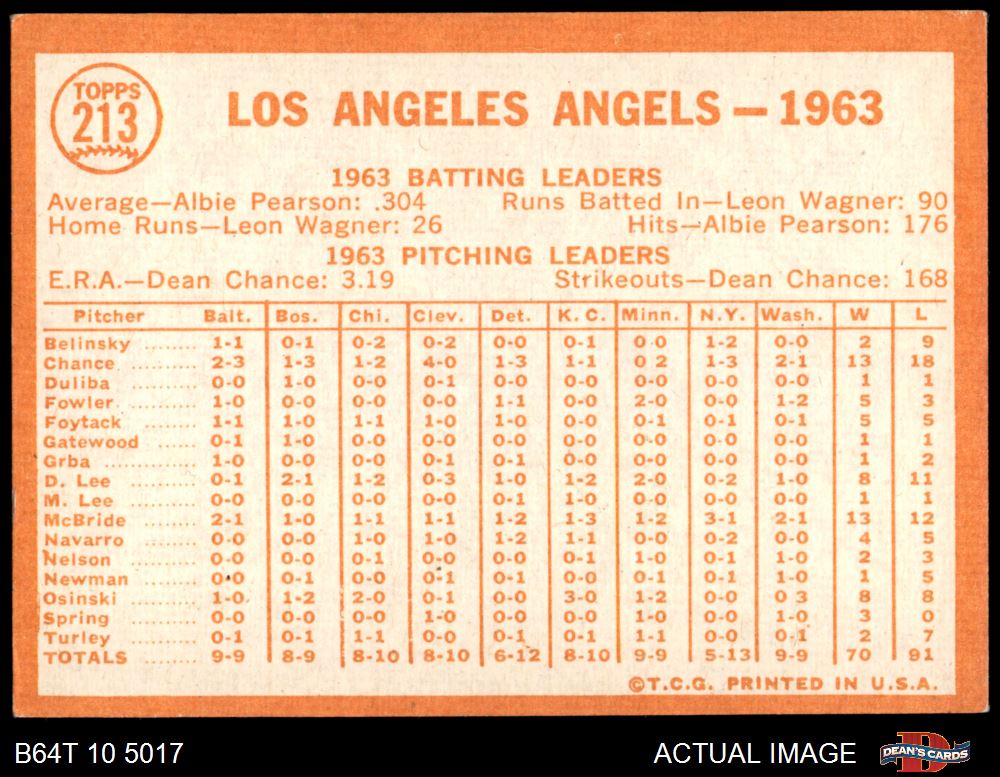 TOPPS
213
LOS ANGELES ANGELS — 1963
1963 BATTING LEADERS
Average—Albie Pearson: .304 Runs Batted In—Leon Wagner: 90
Home Runs—Leon Wagner: 26 Hits—Albie Pearson: 176
1963 PITCHING LEADERS
E.R.A.—Dean Chance: 3.19 Strikeouts—Dean Chance: 168
Pitcher Balt. Bos. Chi. Clev. Det. K. C. Minn. N.Y. Wash. W L
Belinsky ........ 1-1 0-1 0-2 0-2 0-0 0-1 0-0 1-2 0-0 2 9
Chance ......... 2-3 1-3 1-2 4-0 1-3 1-1 0 2 1-3 2-1 13 18
Duliba .......... 0-0 1-0 0-0 0-1 0-0 0-0 0-0 0-0 0-0 1 1
Fowler .......... 1-0 0-0 0-0 0-0 1-1 0-0 2-0 0-0 1-2 5 3
Foytack ........ 1-1 1-0 1-1 1-0 1-0 0-1 0-0 0-1 0-1 5 5
Gatewood ...... 0-1 1-0 0-0 0-0 0-0 0-0 0-0 0-0 0-0 1 1
Grba ............. 1-0 0-0 0-0 0-1 0-1 0-0 0-0 0-0 0-0 1 2
D. Lee .......... 0-1 2-1 1-2 0-3 1-0 1-2 2-0 0-2 1-0 8 11
M. Lee .......... 0-0 0-0 0-0 0-0 0-1 1-0 0-0 0-0 0-0 1 1
McBride ........ 2-1 1-0 1-1 1-1 1-2 1-3 1-2 3-1 2-1 13 12
Navarro ........ 0-0 0-0 1-0 1-0 1-2 1-1 0-0 0-2 0-0 4 5
Nelson .......... 0-0 0-0 0-1 0-0 0-0 0-1 1-0 0-1 1-0 2 3
Newman ........ 0-0 0-1 0-0 0-1 0-1 0-0 0-1 0-1 1-0 1 5
Osinski ......... 1-0 1-2 2-0 0-1 0-0 3-0 1-2 0-0 0 3 8 8
Spring .......... 0-0 0-0 0-0 1-0 0-0 1-0 0-0 0-0 1-0 3 0
Turley ........... 0-1 0-1 1-1 0-0 0-1 0-1 1-1 0-0 0-1 2 7
TOTALS ........ 9-9 8-9 8-10 8-10 6-12 8-10 9-9 5-13 9-9 70 91
©T.C.G. PRINTED IN U.S.A.
B64T 10 5017 ACTUAL IMAGE
D
DEAN'S CARDS